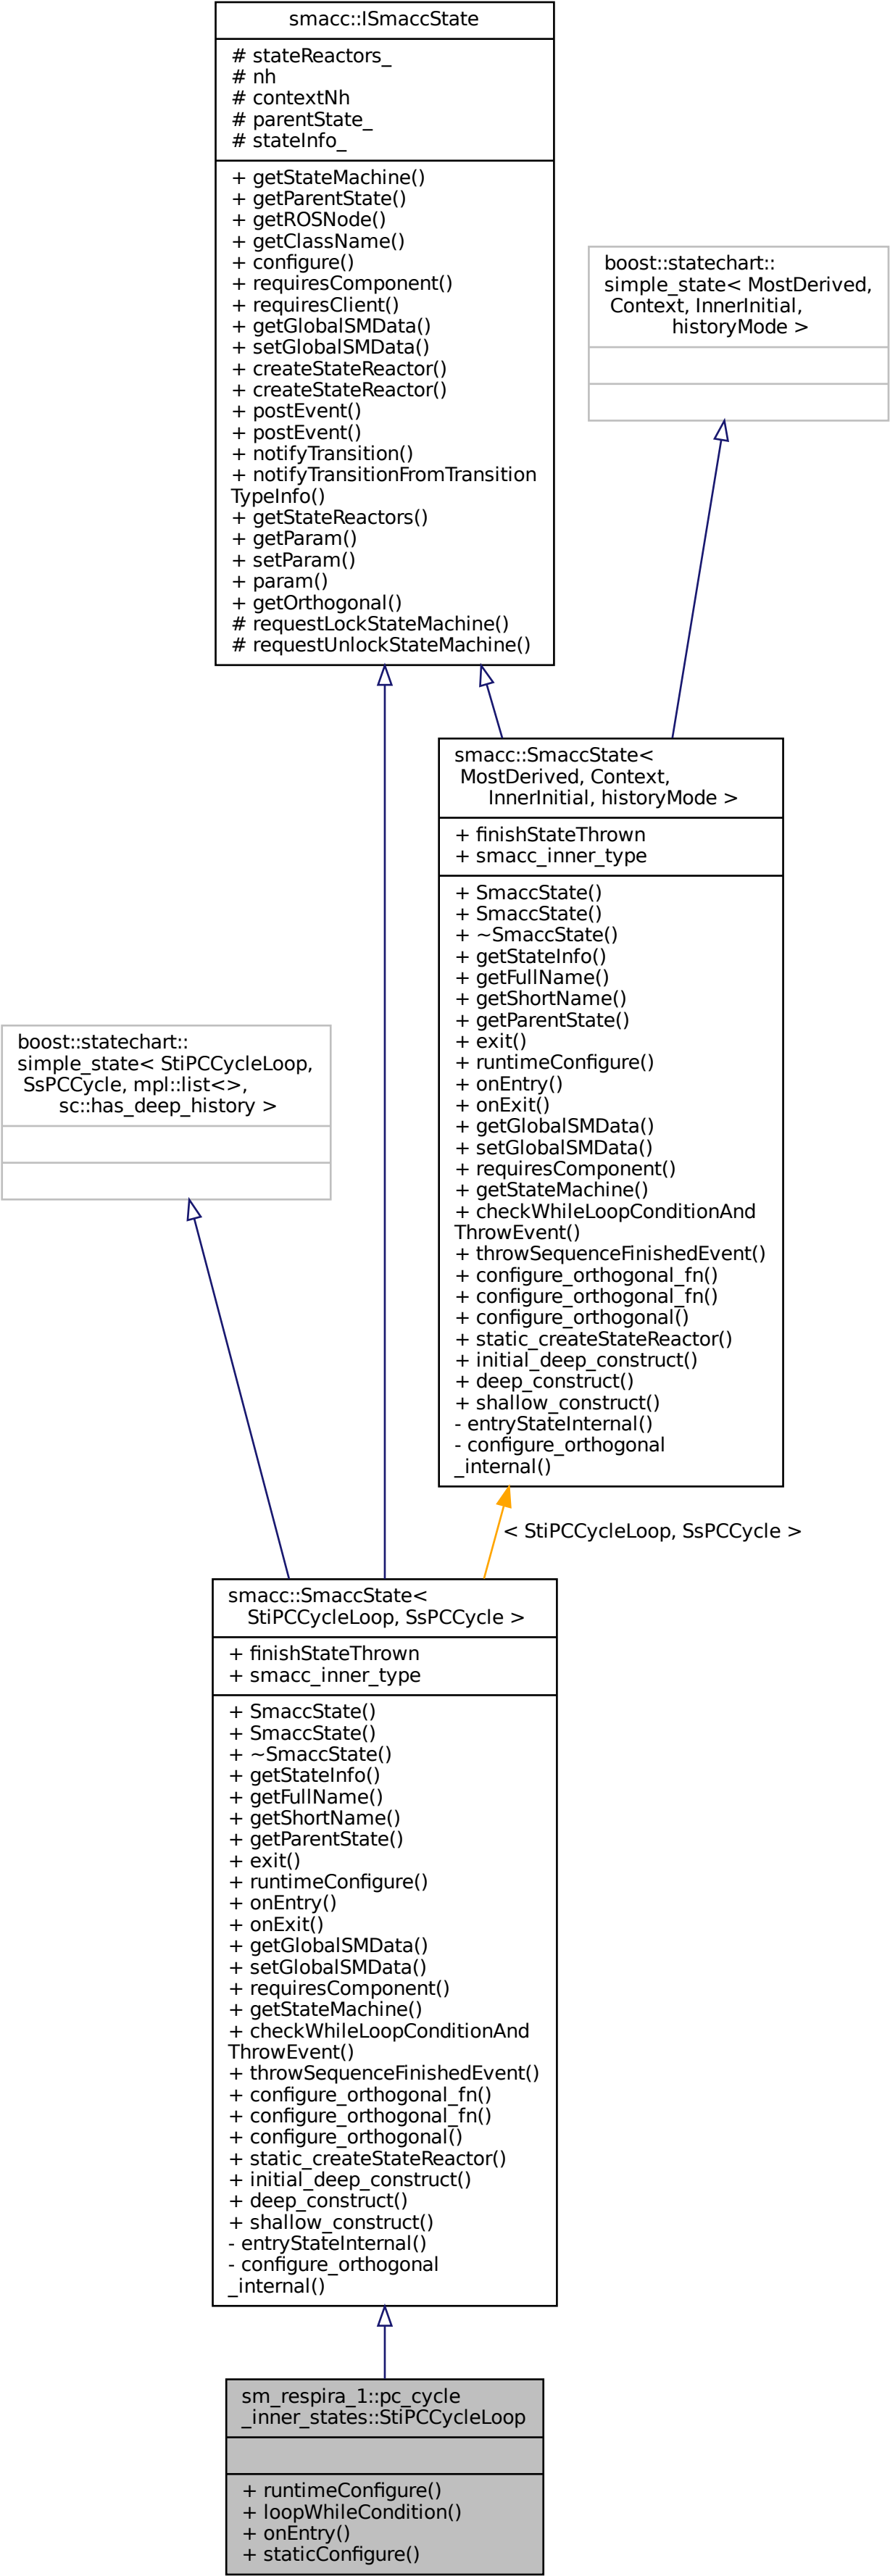 smacc::ISmaccState
# stateReactors_
# nh
# contextNh
# parentState_
# stateInfo_
+ getStateMachine()
+ getParentState()
+ getROSNode()
+ getClassName()
+ configure()
+ requiresComponent()
+ requiresClient()
+ getGlobalSMData()
+ setGlobalSMData()
+ createStateReactor()
+ createStateReactor()
+ postEvent()
+ postEvent()
+ notifyTransition()
+ notifyTransitionFromTransition
TypeInfo()
+ getStateReactors()
+ getParam()
+ setParam()
+ param()
+ getOrthogonal()
# requestLockStateMachine()
# requestUnlockStateMachine()
boost::statechart::
simple_state< MostDerived,
Context, InnerInitial,
historyMode >
smacc::SmaccState<
MostDerived, Context,
InnerInitial, historyMode >
+ finishStateThrown
+ smacc_inner_type
+ SmaccState()
+ SmaccState()
+ ~SmaccState()
+ getStateInfo()
+ getFullName()
+ getShortName()
+ getParentState()
+ exit()
+ runtimeConfigure()
+ onEntry()
+ onExit()
+ getGlobalSMData()
+ setGlobalSMData()
+ requiresComponent()
+ getStateMachine()
+ checkWhileLoopConditionAnd
ThrowEvent()
+ throwSequenceFinishedEvent()
+ configure_orthogonal_fn()
+ configure_orthogonal_fn()
+ configure_orthogonal()
+ static_createStateReactor()
+ initial_deep_construct()
+ deep_construct()
+ shallow_construct()
- entryStateInternal()
- configure_orthogonal
_internal()
boost::statechart::
simple_state< StiPCCycleLoop,
SsPCCycle, mpl::list<>,
sc::has_deep_history >
< StiPCCycleLoop, SsPCCycle >
smacc::SmaccState<
StiPCCycleLoop, SsPCCycle >
+ finishStateThrown
+ smacc_inner_type
+ SmaccState()
+ SmaccState()
+ ~SmaccState()
+ getStateInfo()
+ getFullName()
+ getShortName()
+ getParentState()
+ exit()
+ runtimeConfigure()
+ onEntry()
+ onExit()
+ getGlobalSMData()
+ setGlobalSMData()
+ requiresComponent()
+ getStateMachine()
+ checkWhileLoopConditionAnd
ThrowEvent()
+ throwSequenceFinishedEvent()
+ configure_orthogonal_fn()
+ configure_orthogonal_fn()
+ configure_orthogonal()
+ static_createStateReactor()
+ initial_deep_construct()
+ deep_construct()
+ shallow_construct()
- entryStateInternal()
- configure_orthogonal
_internal()
sm_respira_1::pc_cycle
_inner_states::StiPCCycleLoop
+ runtimeConfigure()
+ loopWhileCondition()
+ onEntry()
+ staticConfigure()